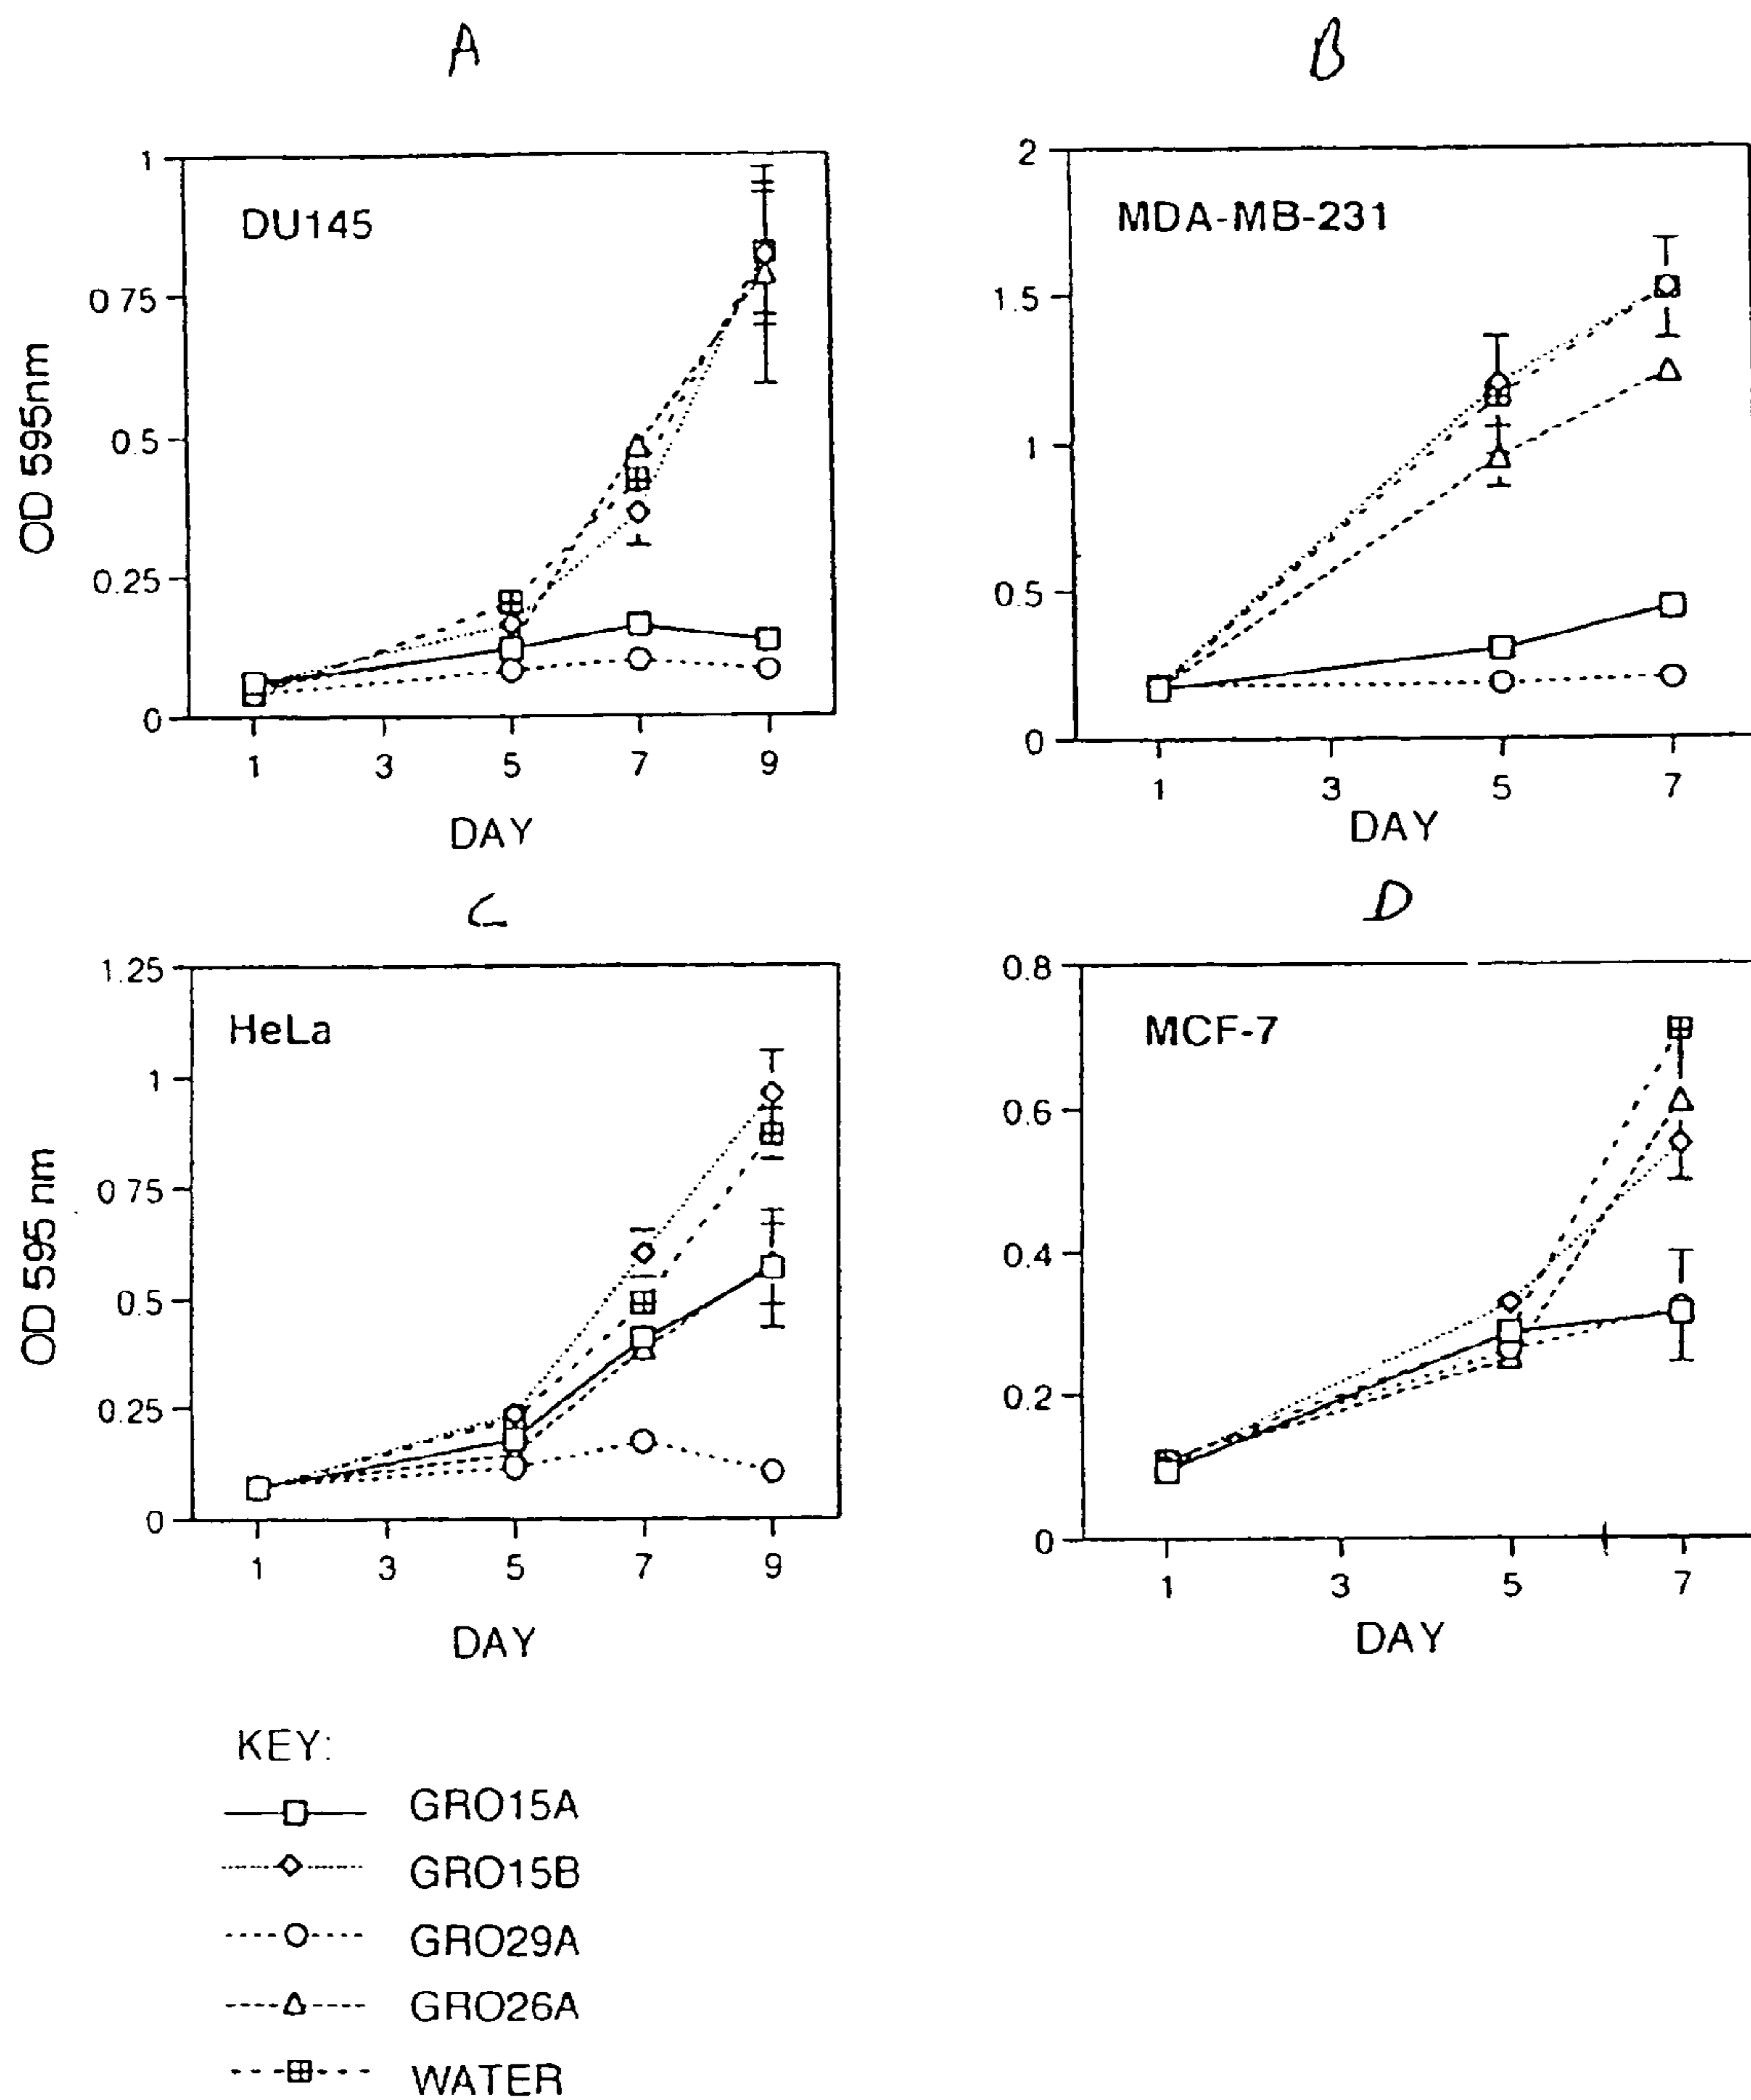 A
B
1
0 75
0.5
0.25
0
OD 595nm
DU145
1
3
5
7
9
DAY
2
1.5
1
0.5
0
MDA-MB-231
1
3
5
7
DAY
C
D
1.25
1
0 75
0.5
0.25
0
OD 595 nm
HeLa
1
3
5
7
9
DAY
0.8
0.6
0.4
0.2
0
MCF-7
1
3
5
7
DAY
KEY:
GRO15A
GRO15B
GRO29A
GRO26A
WATER